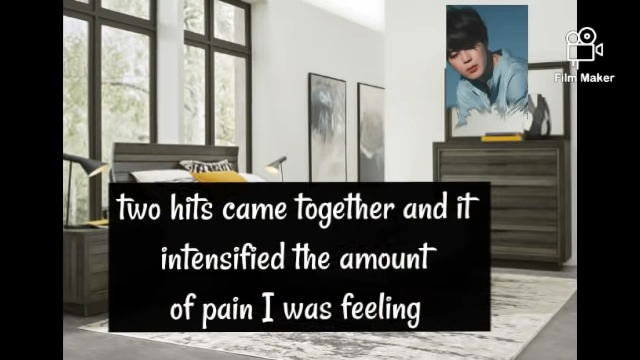 Film Maker
two hits came together and it
intensified the amount
of pain I was feeling